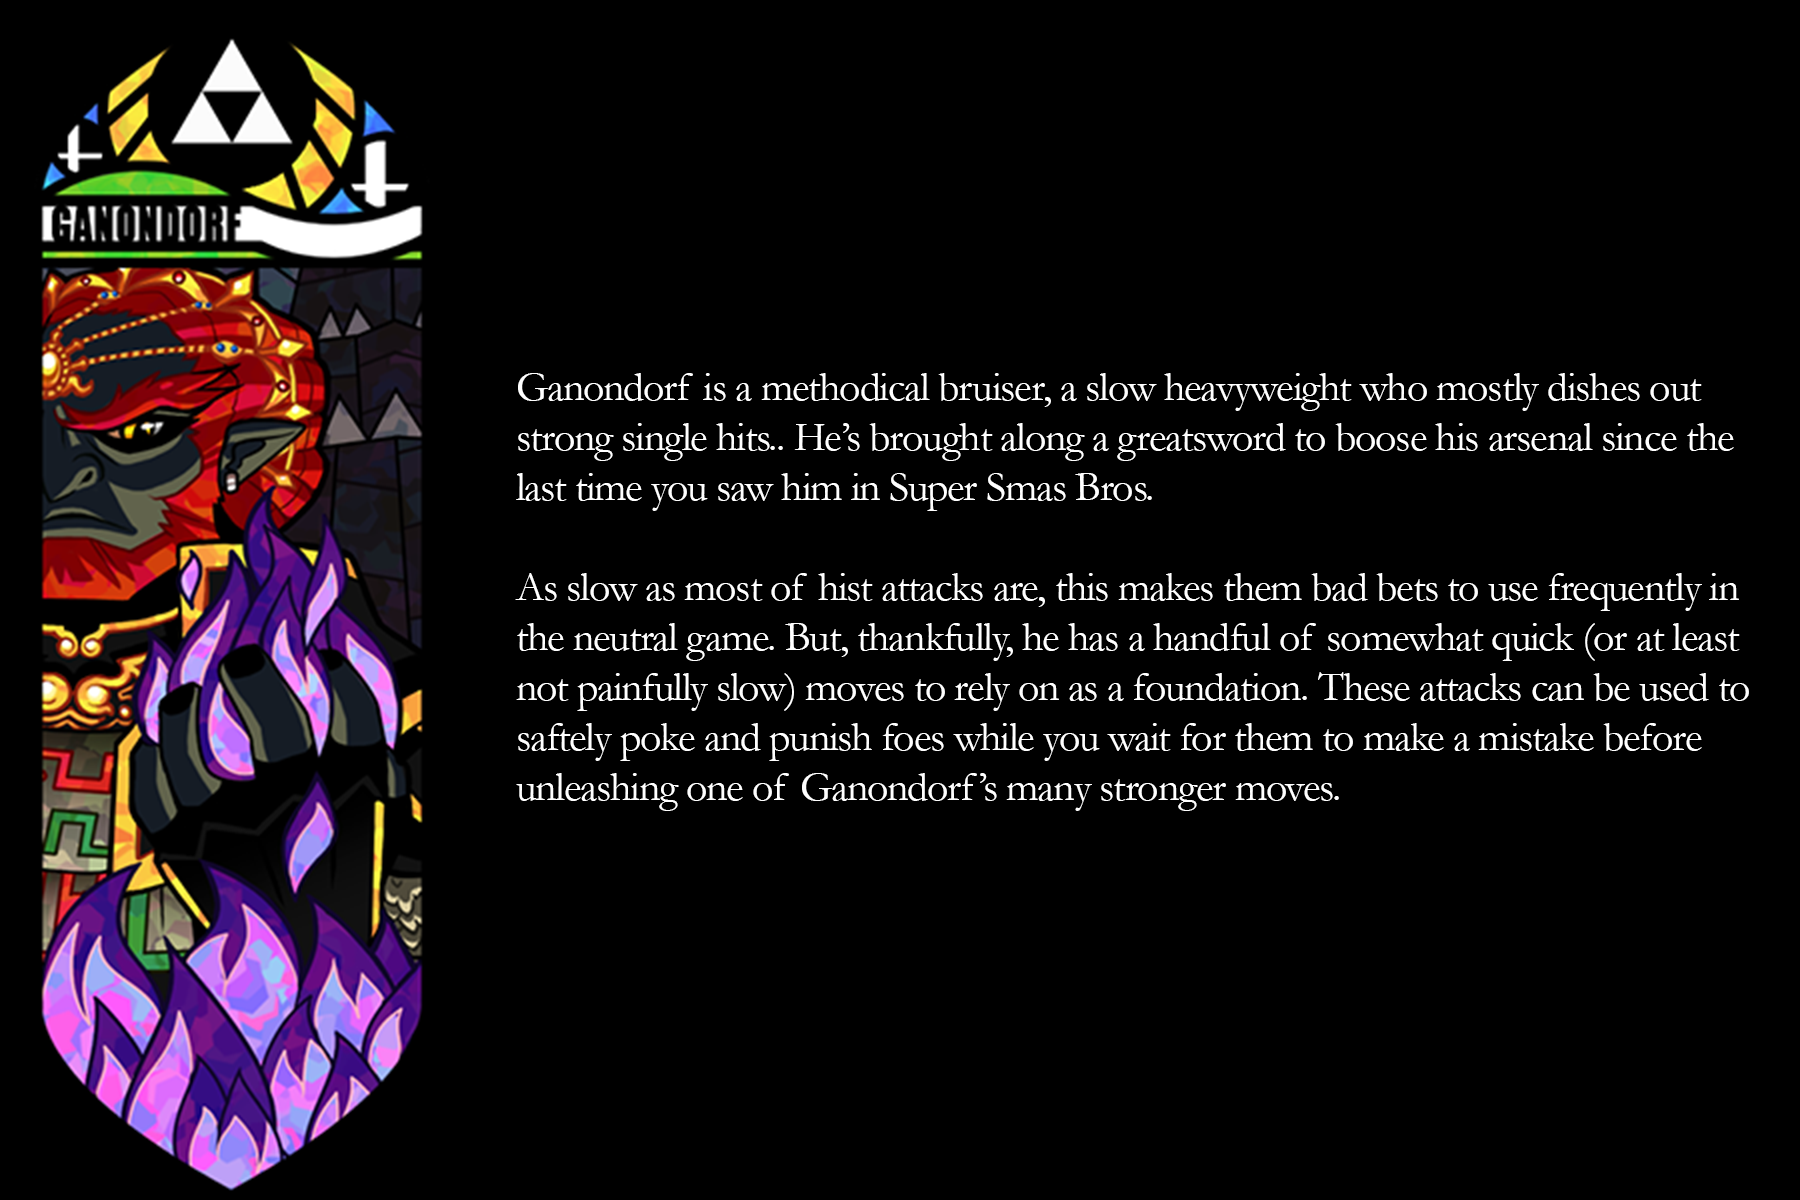 GANONDORF
Ganondorf is a methodical bruiser, a slow heavyweight who mostly dishes out
strong single hits.. He’s brought along a greatsword to boose his arsenal since the
last time you saw him in Super Smas Bros.
As slow as most of hist attacks are, this makes them bad bets to use frequently in
the neutral game. But, thankfully, he has a handful of somewhat quick (or at least
not painfully slow) moves to rely on as a foundation. These attacks can be used to
saftely poke and punish foes while you wait for them to make a mistake before
unleashing one of Ganondorf’s many stronger moves.